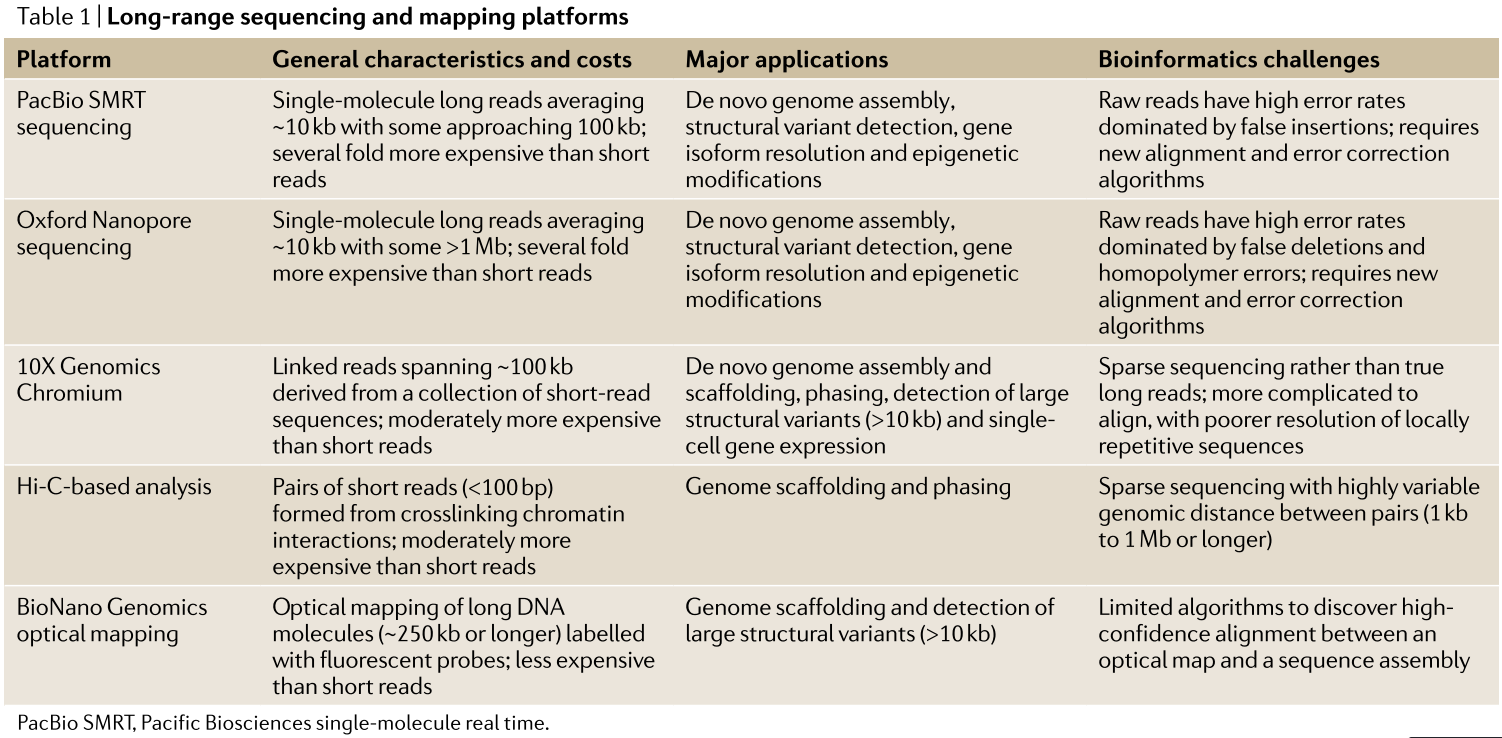 Table 1 | Long-range sequencing and mapping platforms
Platform
General characteristics and costs
Major applications
Bioinformatics challenges
PacBio SMRT
sequencing
Single-molecule long reads averaging
~10 kb with some approaching 100 kb;
several fold more expensive than short
reads
De novo genome assembly,
structural variant detection, gene
isoform resolution and epigenetic
modifications
Raw reads have high error rates
dominated by false insertions; requires
new alignment and error correction
algorithms
Oxford Nanopore
sequencing
Single-molecule long reads averaging
~10 kb with some >1 Mb; several fold
more expensive than short reads
De novo genome assembly,
structural variant detection, gene
isoform resolution and epigenetic
modifications
Raw reads have high error rates
dominated by false deletions and
homopolymer errors; requires new
alignment and error correction
algorithms
10X Genomics
Chromium
Linked reads spanning ~100 kb
derived from a collection of short-read
sequences; moderately more expensive
than short reads
De novo genome assembly and
scaffolding, phasing, detection of large
structural variants (>10 kb) and single-
cell gene expression
Sparse sequencing rather than true
long reads; more complicated to
align, with poorer resolution of locally
repetitive sequences
Hi-C-based analysis
Pairs of short reads (<100 bp)
formed from crosslinking chromatin
interactions; moderately more
expensive than short reads
Genome scaffolding and phasing
Sparse sequencing with highly variable
genomic distance between pairs (1 kb
to 1 Mb or longer)
BioNano Genomics
optical mapping
Optical mapping of long DNA
molecules (~250 kb or longer) labelled
with fluorescent probes; less expensive
than short reads
Genome scaffolding and detection of
large structural variants (>10 kb)
Limited algorithms to discover high-
confidence alignment between an
optical map and a sequence assembly
PacBio SMRT, Pacific Biosciences single-molecule real time.